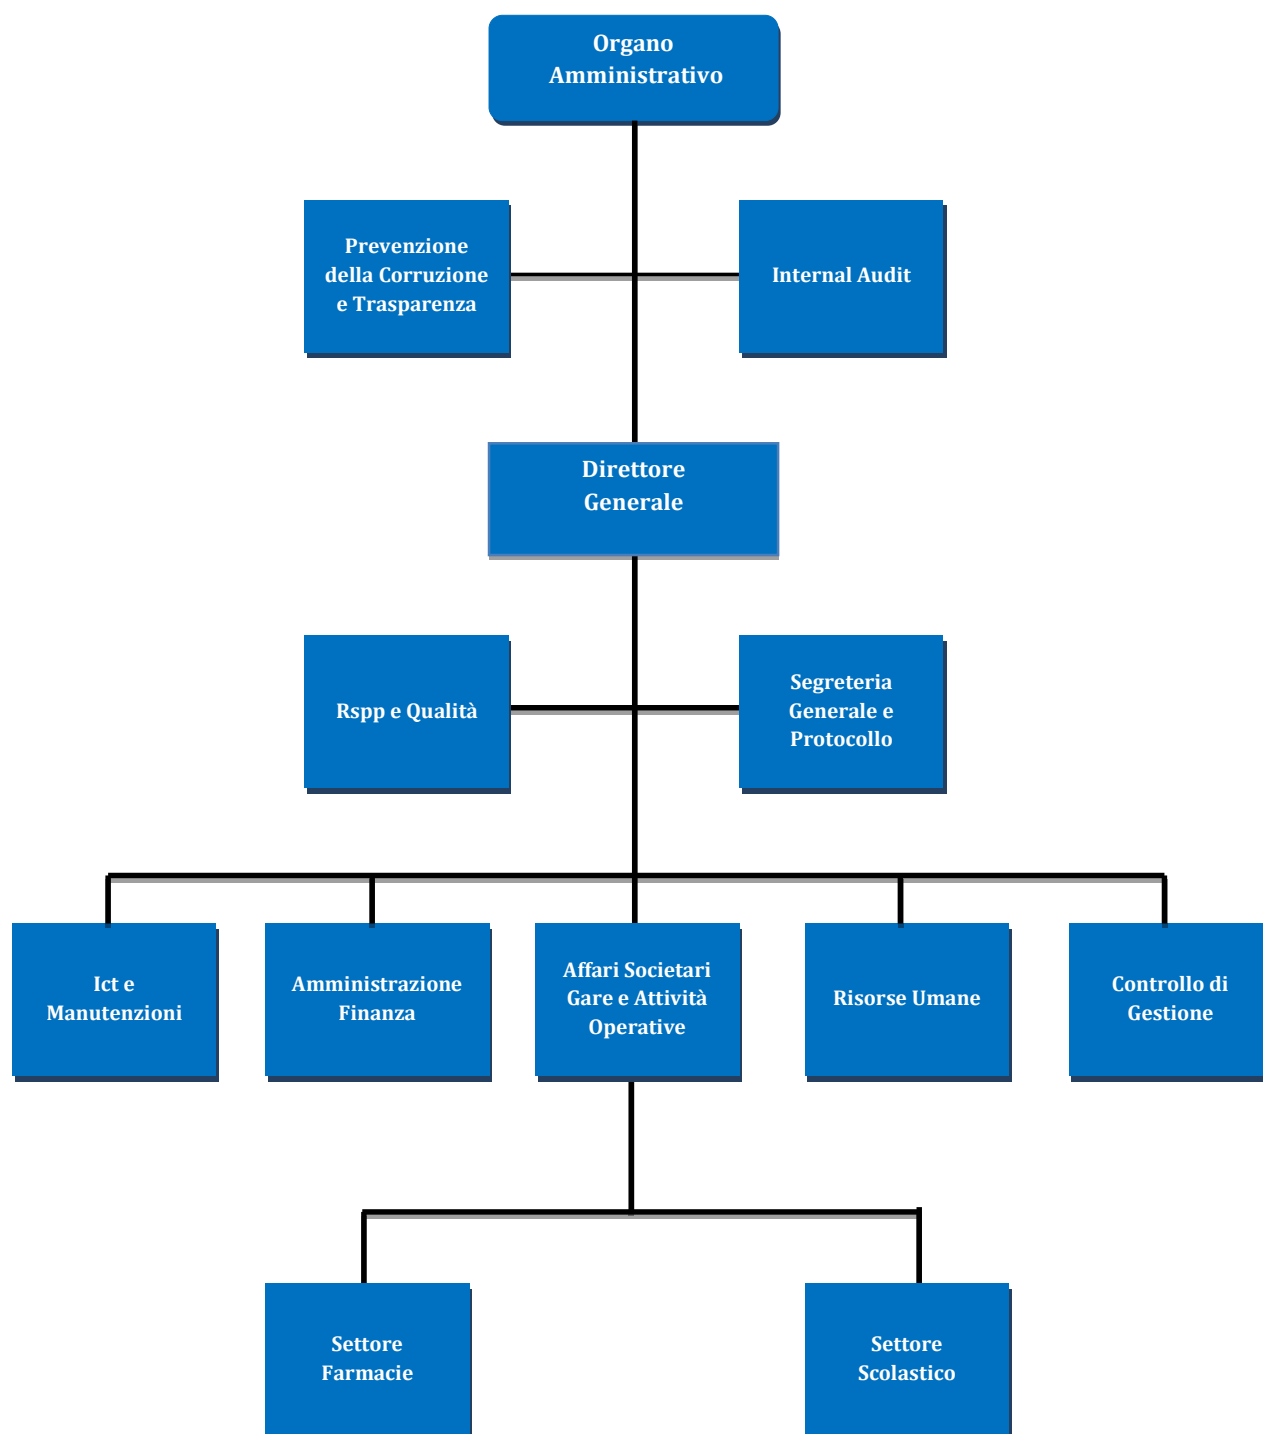 Organo
Amministrativo
Prevenzione
della Corruzione
e Trasparenza
Internal Audit
Direttore
Generale
Rspp e Qualità
Segreteria
Generale e
Protocollo
Ict e
Manutenzioni
Amministrazione
Finanza
Affari Societari
Gare e Attività
Operative
Risorse Umane
Controllo di
Gestione
Settore
Farmacie
Settore
Scolastico